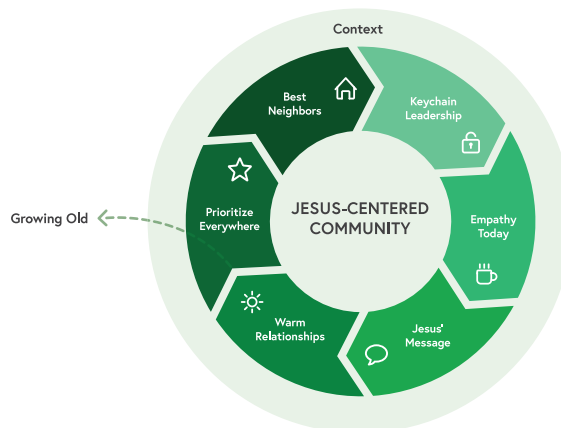 Context
Best
Neighbors
Keychain
Leadership
Growing Old
Prioritize
Everywhere
JESUS-CENTERED
COMMUNITY
Empathy
Today
Warm
Relationships
Jesus'
Message